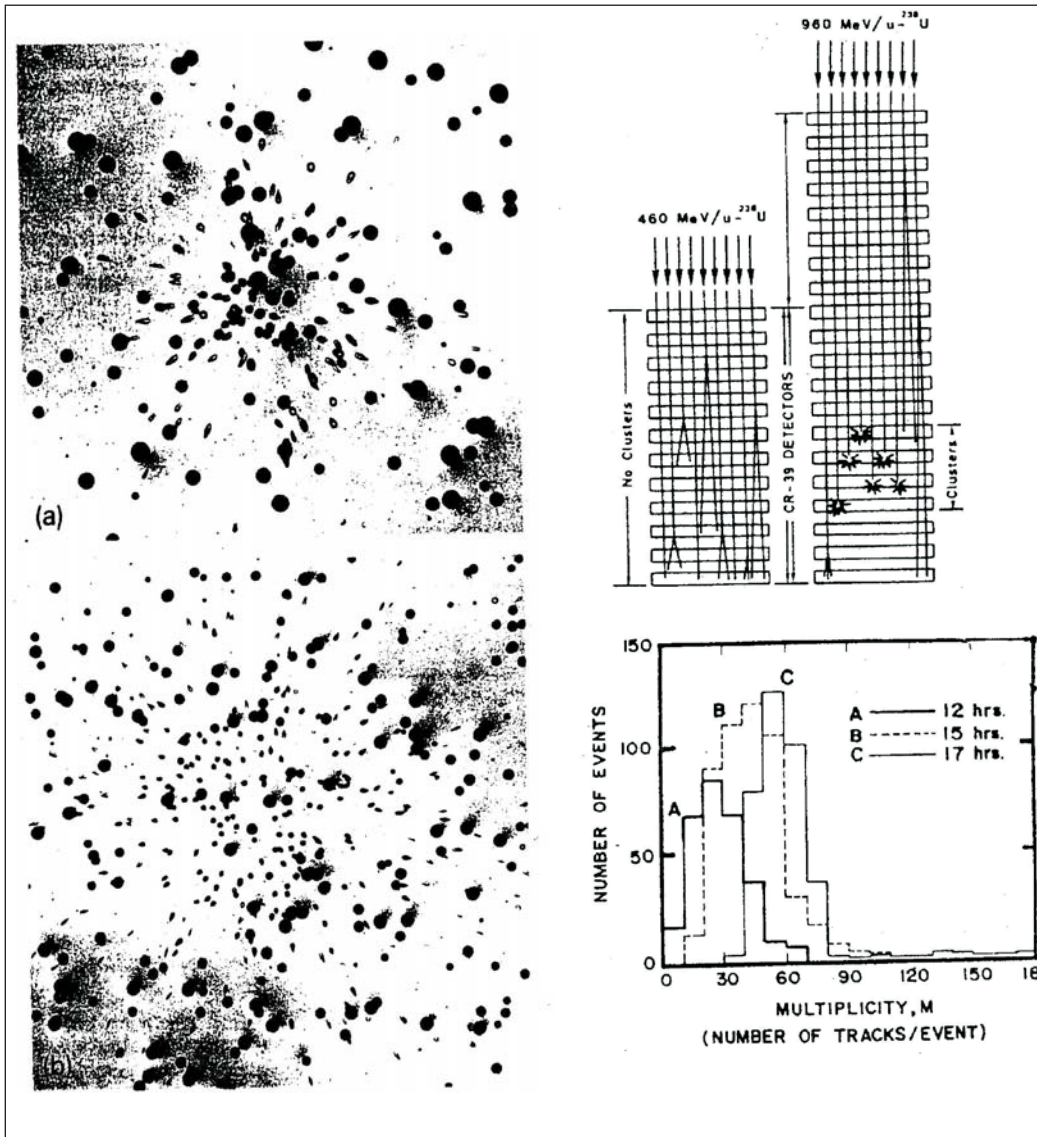 (a)
(b)
960 MeV/u-²³⁸U
460 MeV/u-²³⁸U
No Clusters
CR-39 DETECTORS
Clusters
150
100
50
0
NUMBER OF EVENTS
A
B
C
A 12 hrs.
B 15 hrs.
C 17 hrs.
0 30 60 90 120 150 18
MULTIPLICITY, M
(NUMBER OF TRACKS/EVENT)